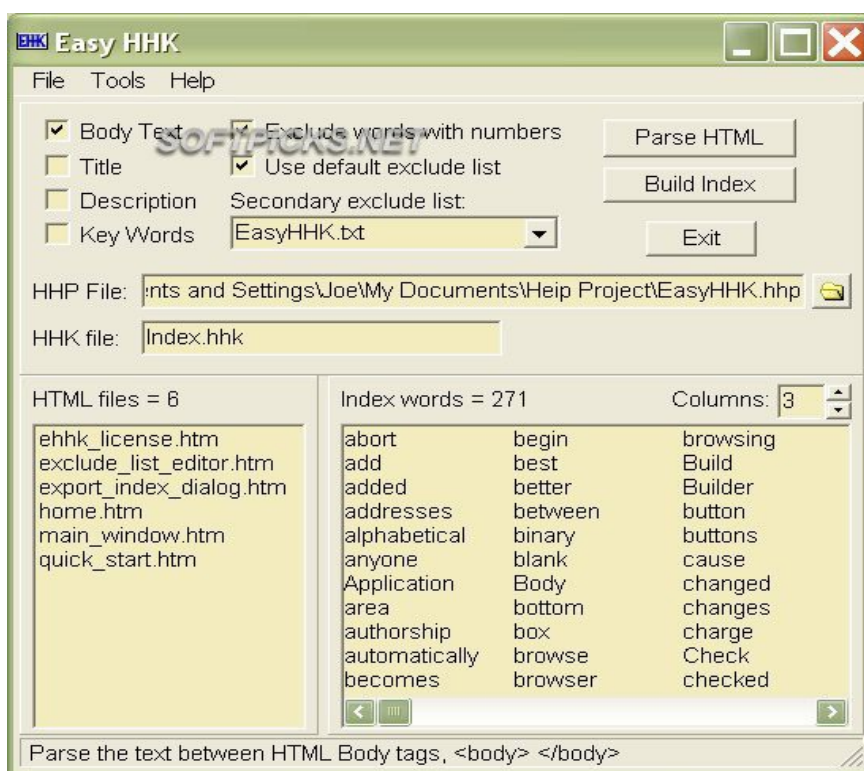 EHK Easy HHK
File Tools Help
Body Text Exclude words with numbers Parse HTML
SOFTPICKS.NET
Title Use default exclude list
Build Index
Description Secondary exclude list:
Key Words EasyHHK.txt Exit
HHP File: ents and Settings\Joe\My Documents\Heip Project\EasyHHK.hhp
HHK file: Index.hhk
HTML files = 6 Index words = 271 Columns: 3
ehhk_license.htm abort begin browsing
exclude_list_editor.htm add best Build
export_index_dialog.htm added better Builder
home.htm addresses between button
main_window.htm alphabetical binary buttons
quick_start.htm anyone blank cause
Application Body changed
area bottom changes
authorship box charge
automatically browse Check
becomes browser checked
Parse the text between HTML Body tags, <body> </body>